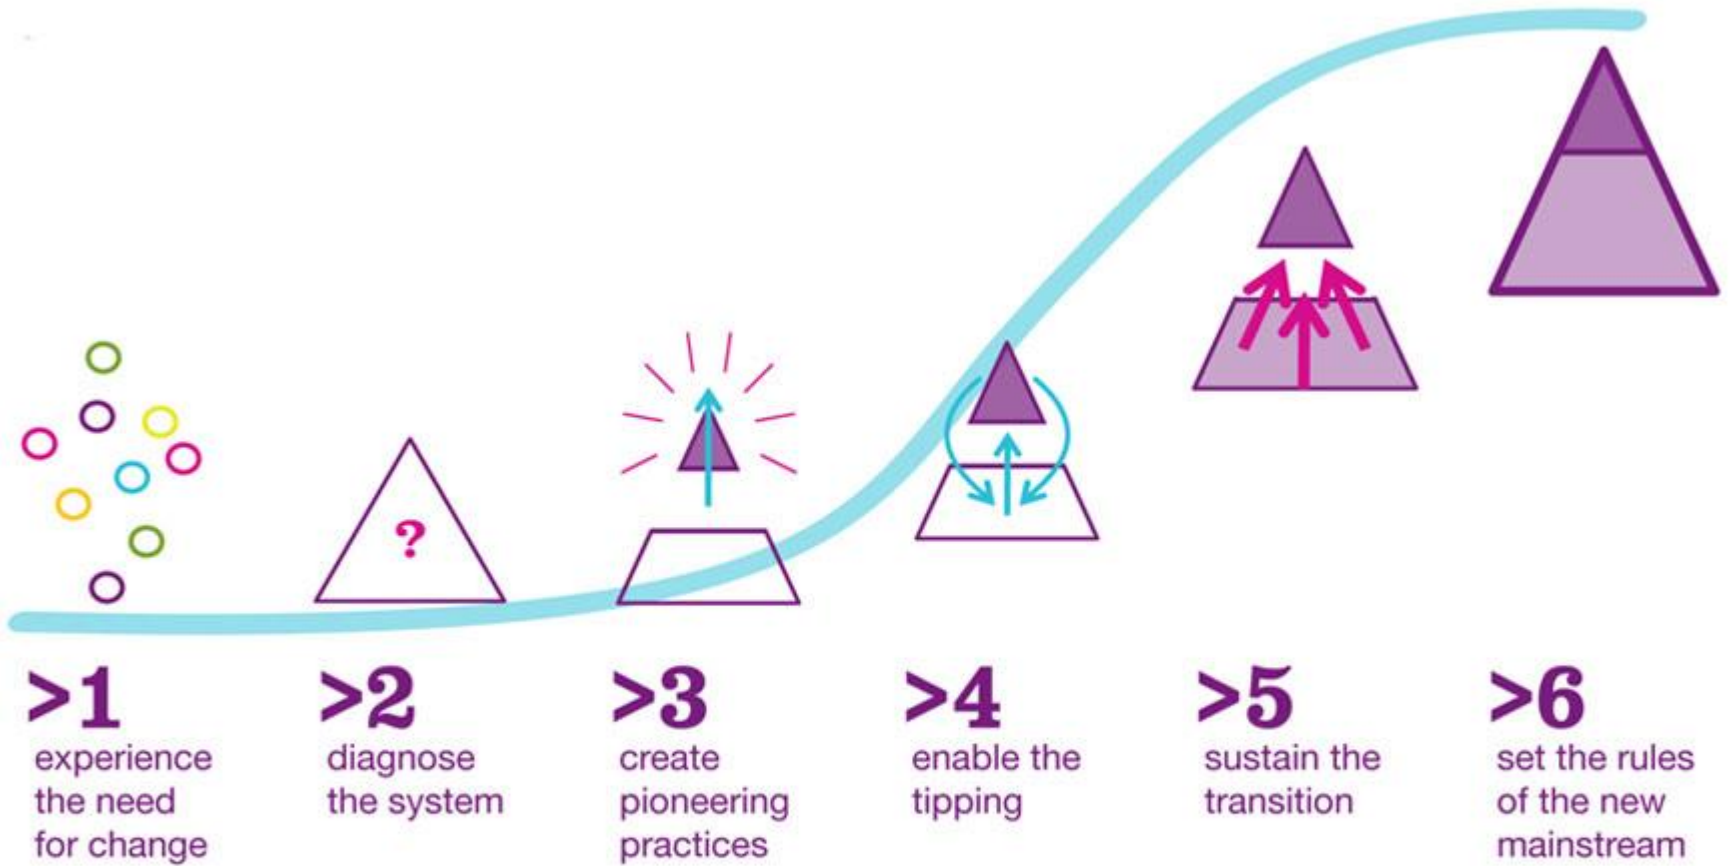 ?
>1
experience
the need
for change
>2
diagnose
the system
>3
create
pioneering
practices
>4
enable the
tipping
>5
sustain the
transition
>6
set the rules
of the new
mainstream